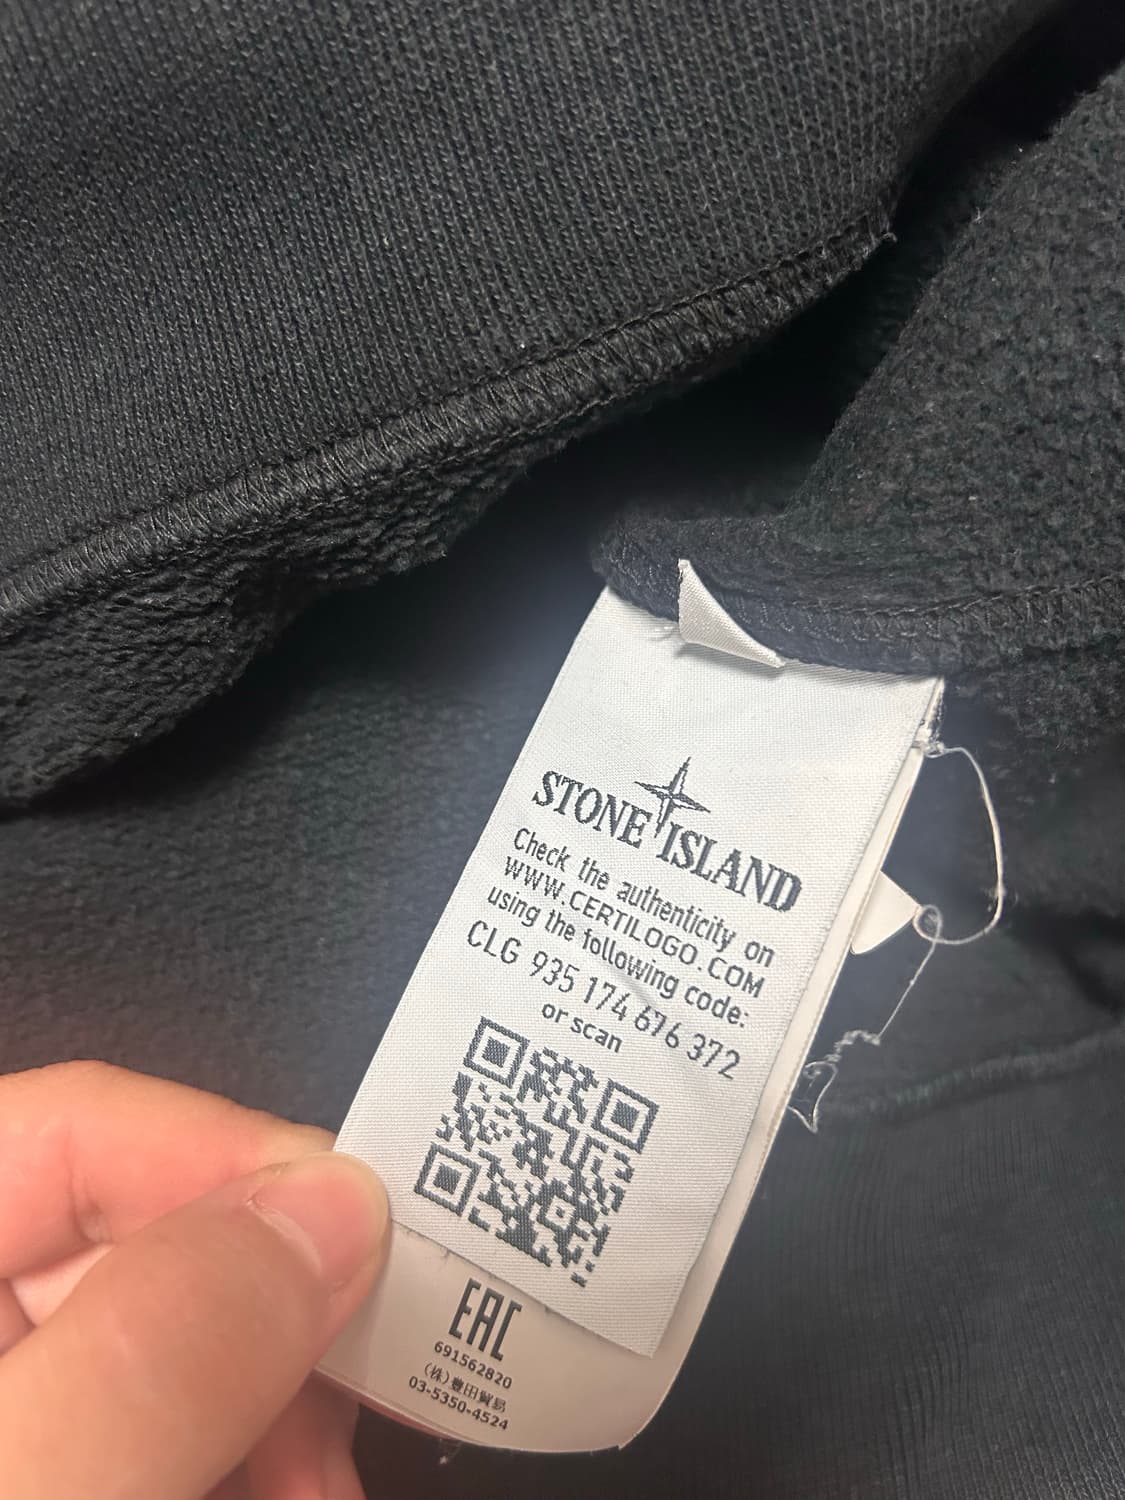 STONE ISLAND
Check the authenticity on
WWW.CERTILOGO.COM
using the following code:
CLG 935 174 676 372
or scan
EAC
691562820
(株)豊田貿易
03-5350-4524